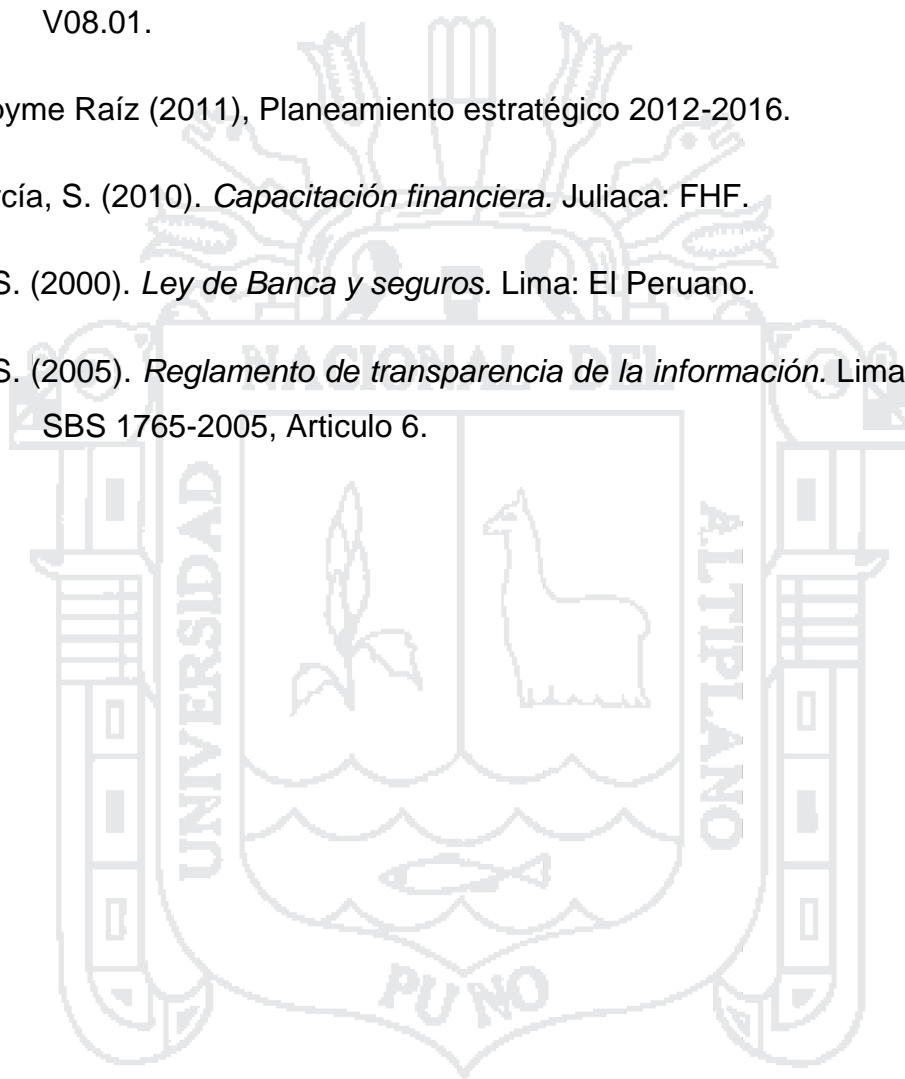 V08.01.
oyme Raíz (2011), Planeamiento estratégico 2012-2016.
rcía, S. (2010). Capacitación financiera. Juliaca: FHF.
S. (2000). Ley de Banca y seguros. Lima: El Peruano.
S. (2005). Reglamento de transparencia de la información. Lima
SBS 1765-2005, Articulo 6.
NACIONAL DEL
UNIVERSIDAD
ALTIPLANO
PUNO